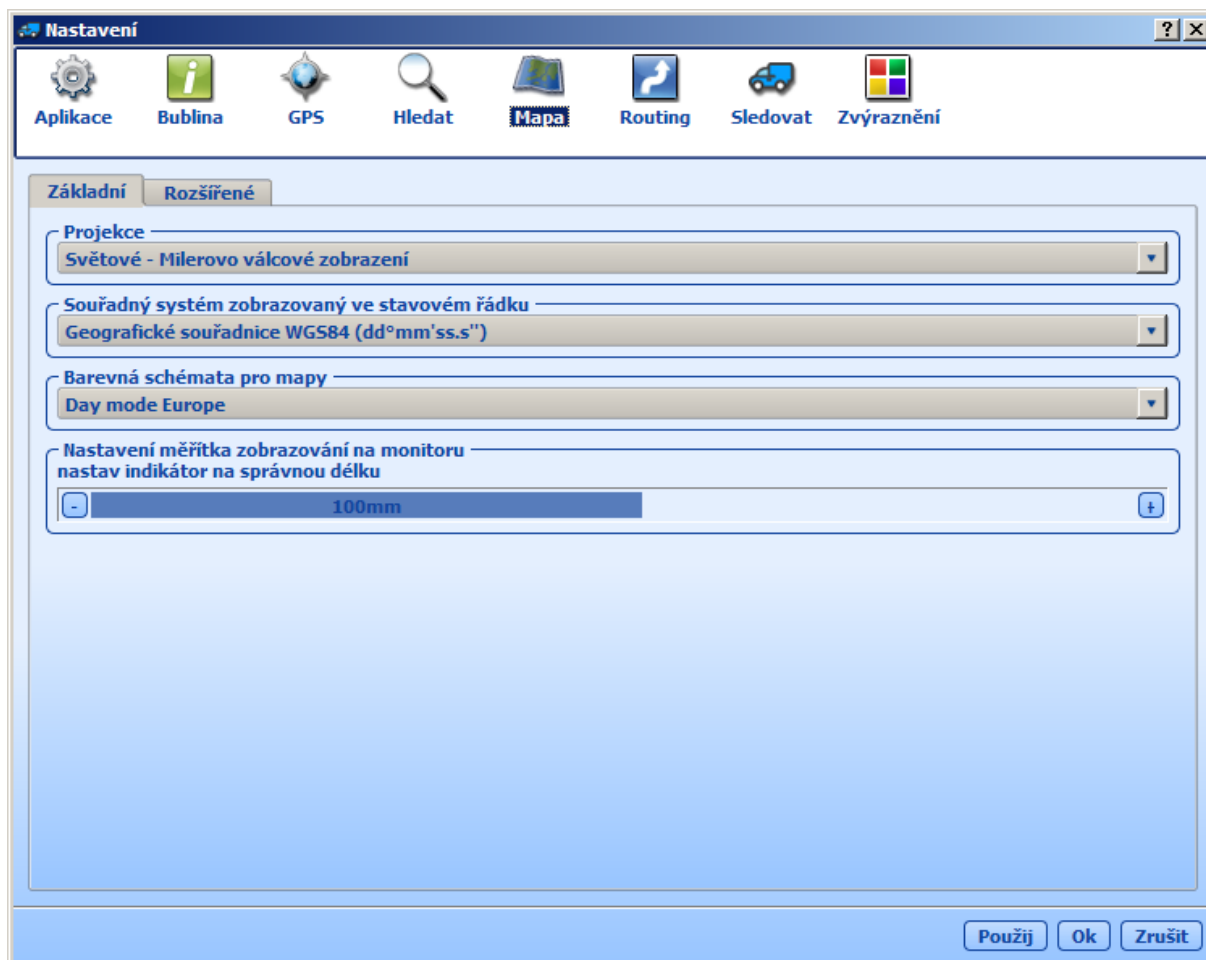 Nastavení
Aplikace Bublina GPS Hledat Mapa Routing Sledovat Zvýraznění
Základní Rozšířené
Projekce
Světové - Milerovo válcové zobrazení
Souřadný systém zobrazovaný ve stavovém řádku
Geografické souřadnice WGS84 (dd°mm'ss.s'')
Barevná schémata pro mapy
Day mode Europe
Nastavení měřítka zobrazování na monitoru
nastav indikátor na správnou délku
- 100mm +
Použij Ok Zrušit